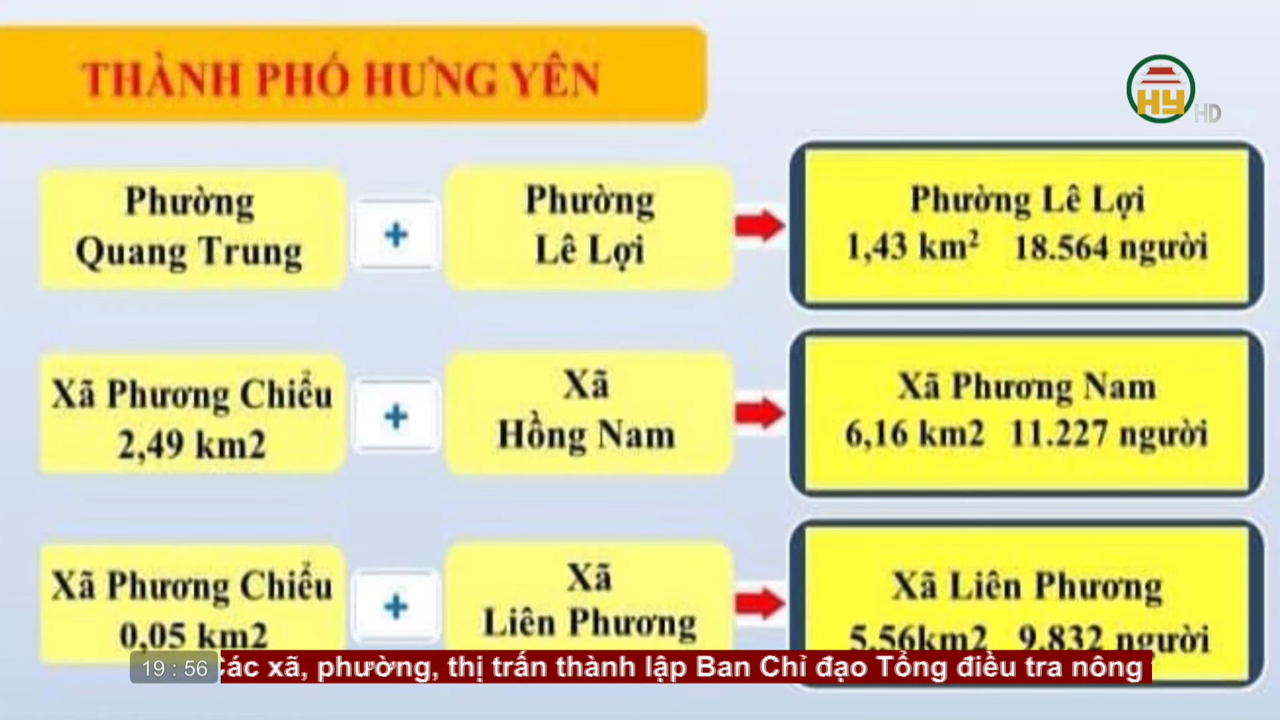 THÀNH PHỐ HƯNG YÊN
HY HD
Phường
Quang Trung
+
Phường
Lê Lợi
Phường Lê Lợi
1,43 km² 18.564 người
Xã Phương Chiểu
2,49 km2
+
Xã
Hồng Nam
Xã Phương Nam
6,16 km2 11.227 người
Xã Phương Chiểu
0,05 km2
+
Xã
Liên Phương
Xã Liên Phương
5,56km2 9.832 người
19 : 56
Các xã, phường, thị trấn thành lập Ban Chỉ đạo Tổng điều tra nông